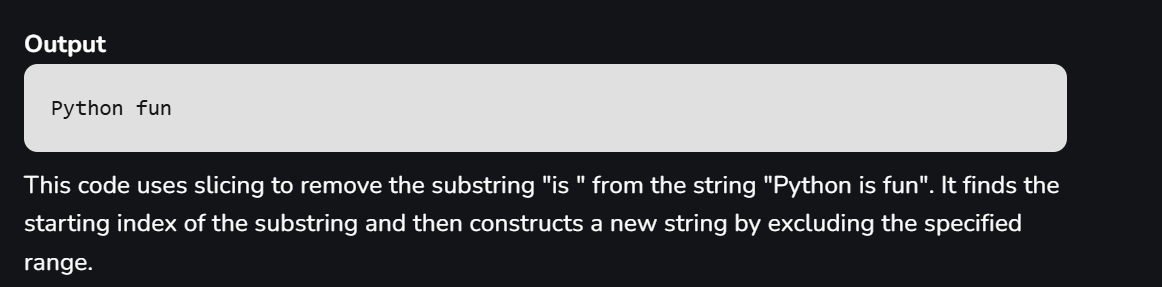 Output
Python fun
This code uses slicing to remove the substring "is " from the string "Python is fun". It finds the
starting index of the substring and then constructs a new string by excluding the specified
range.